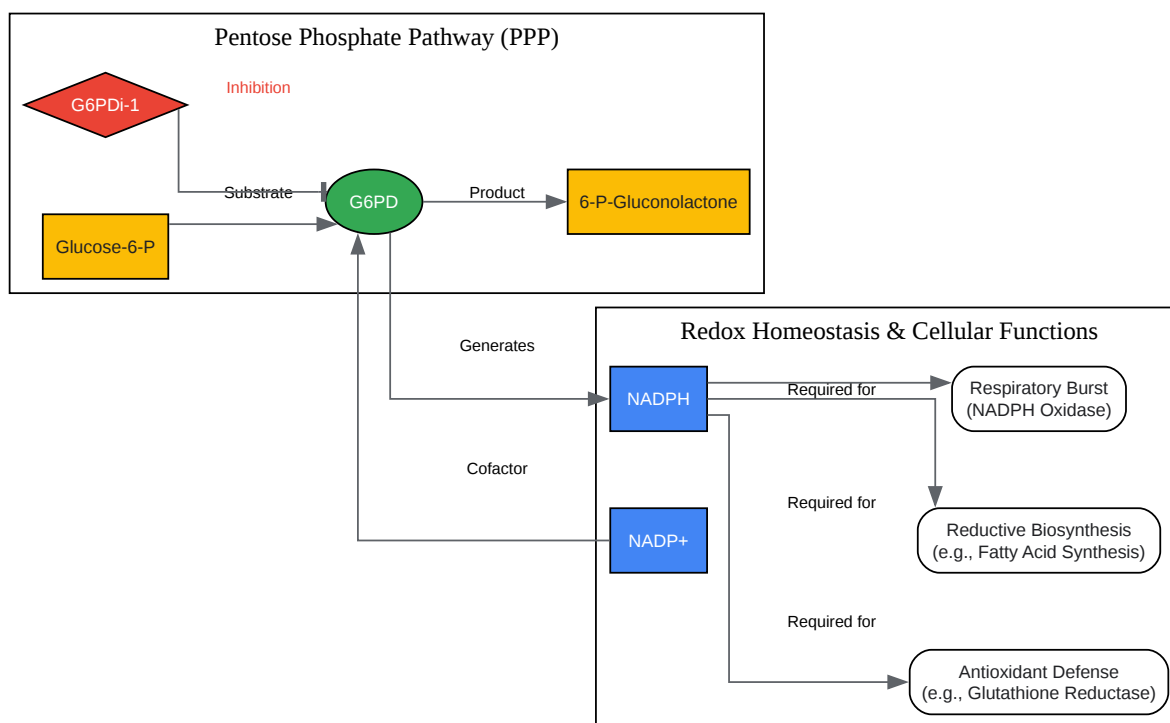 Pentose Phosphate Pathway (PPP)
Inhibition
G6PDi-1
Substrate
G6PD
Product
6-P-Gluconolactone
Glucose-6-P
Redox Homeostasis & Cellular Functions
Generates
NADPH
Required for
Respiratory Burst
(NADPH Oxidase)
Cofactor
Required for
NADP+
Reductive Biosynthesis
(e.g., Fatty Acid Synthesis)
Required for
Antioxidant Defense
(e.g., Glutathione Reductase)